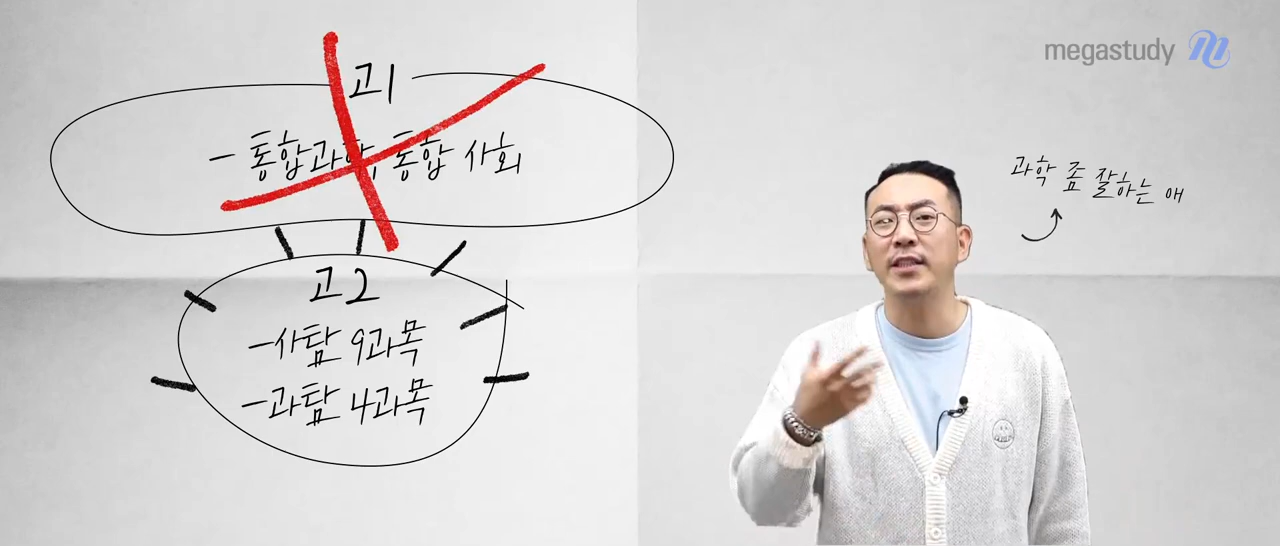 고1
- 통합과학, 통합 사회
고2
-사탐 9과목
-과탐 4과목
megastudy
과학 좀 잘하는 애